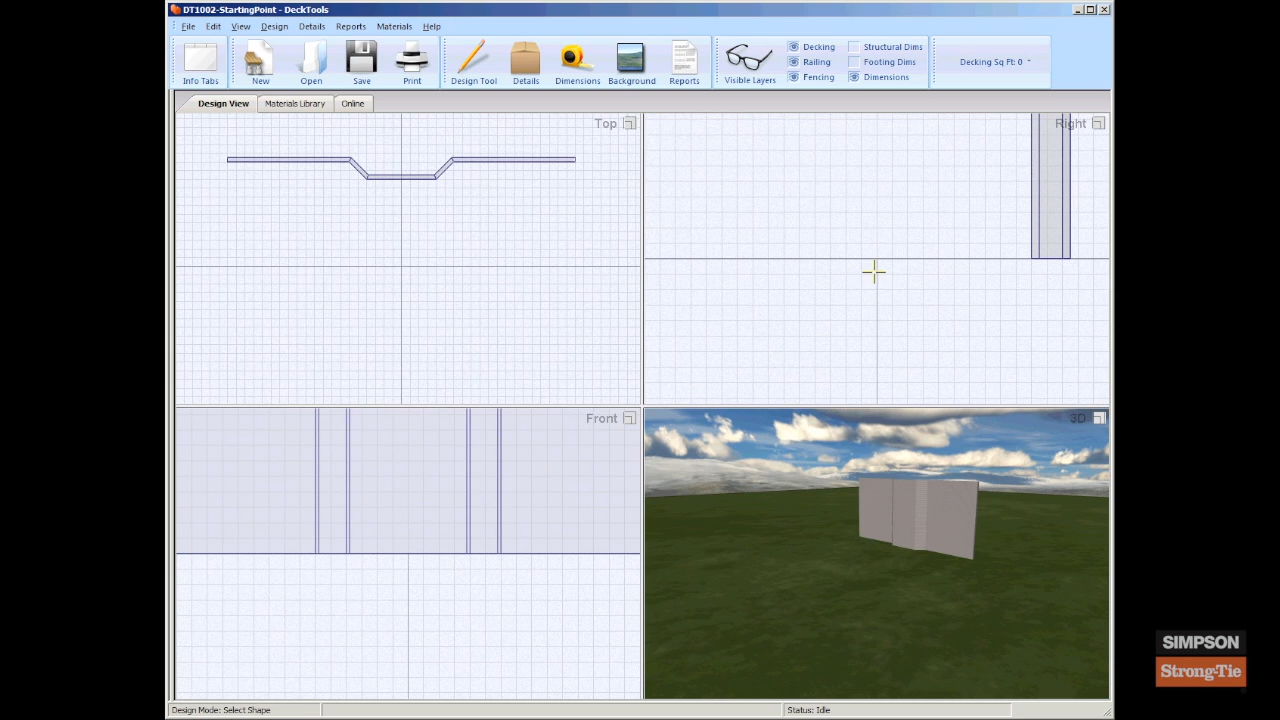 DT1002-StartingPoint - DeckTools
File Edit View Design Details Reports Materials Help
Info Tabs New Open Save Print Design Tool Details Dimensions Background Reports Visible Layers
Decking Structural Dims
Railing Footing Dims
Fencing Dimensions
Decking Sq Ft: 0
Design View Materials Library Online
Top
Right
Front
3D
SIMPSON
Strong-Tie
Design Mode: Select Shape Status: Idle